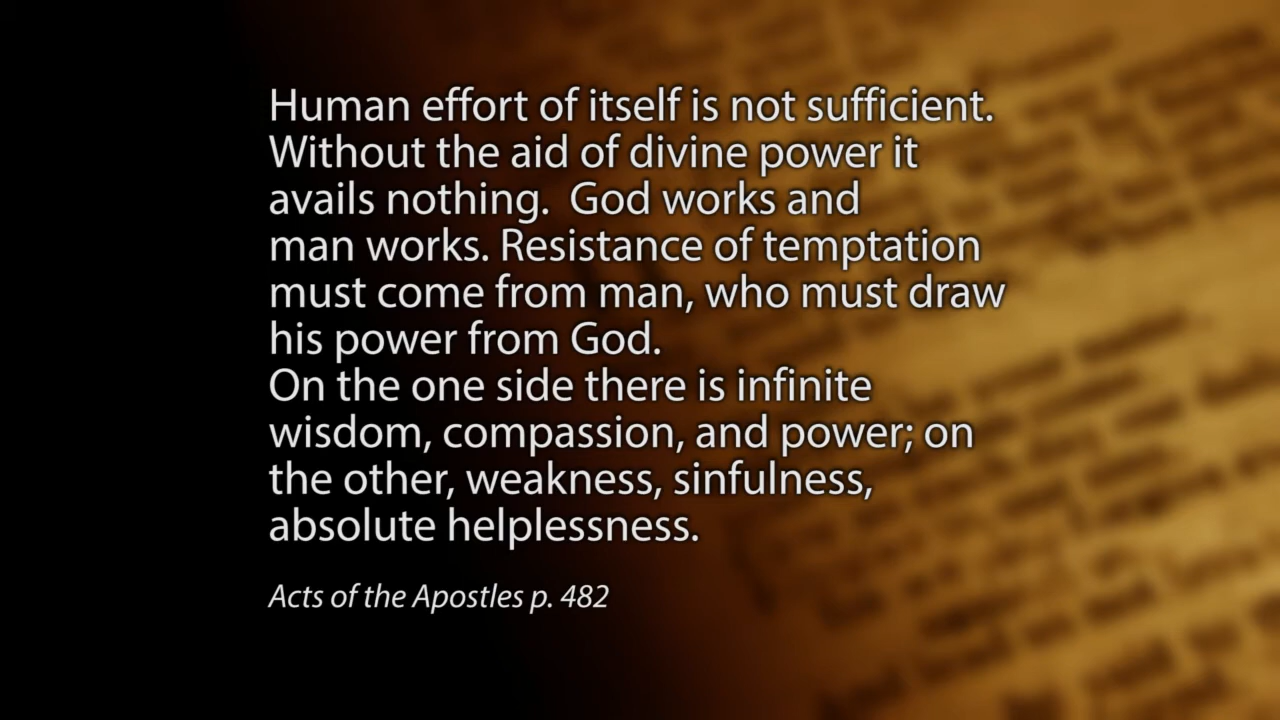 Human effort of itself is not sufficient.
Without the aid of divine power it
avails nothing.  God works and
man works. Resistance of temptation
must come from man, who must draw
his power from God.
On the one side there is infinite
wisdom, compassion, and power; on
the other, weakness, sinfulness,
absolute helplessness.
Acts of the Apostles p. 482